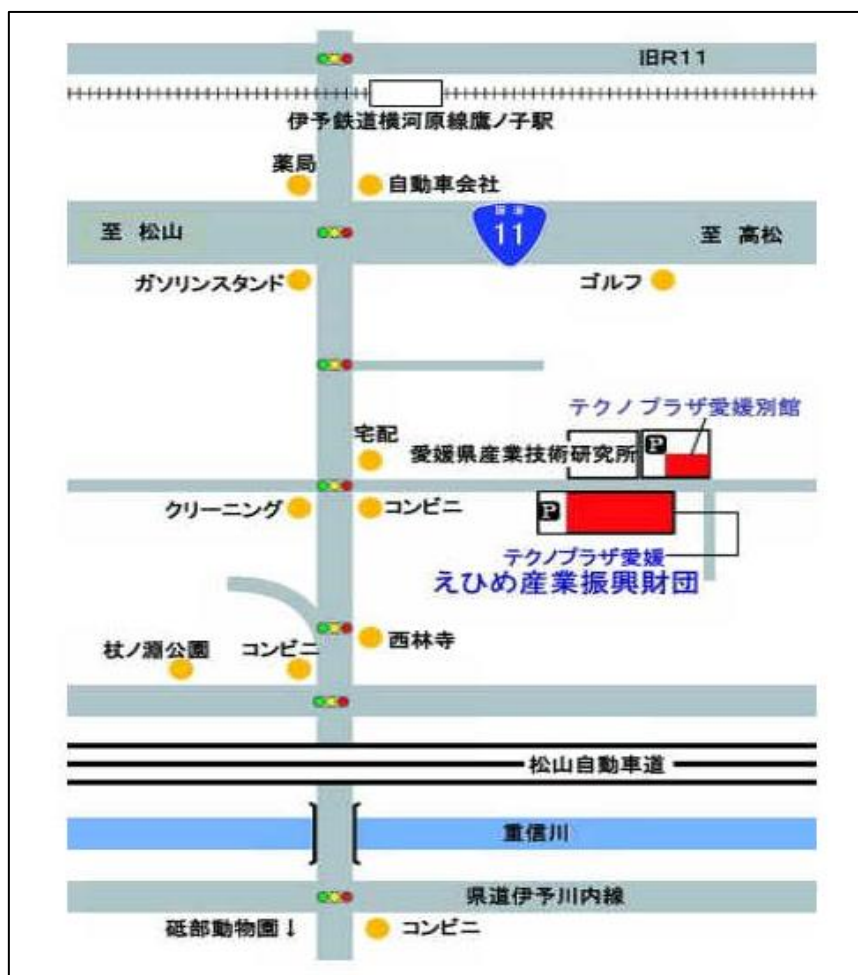 旧R11
伊予鉄道横河原線鷹ノ子駅
薬局
自動車会社
至 松山
国道
11
至 高松
ガソリンスタンド
ゴルフ
テクノプラザ愛媛別館
宅配
愛媛県産業技術研究所
P
クリーニング
コンビニ
P
テクノプラザ愛媛
えひめ産業振興財団
西林寺
杖ノ淵公園
コンビニ
松山自動車道
重信川
県道伊予川内線
砥部動物園↓
コンビニ